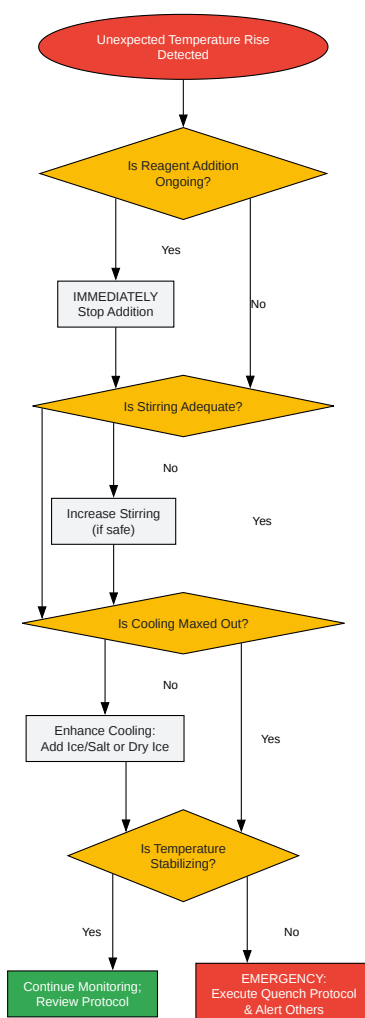 Unexpected Temperature Rise
Detected
Is Reagent Addition
Ongoing?
Yes
IMMEDIATELY
Stop Addition
No
Is Stirring Adequate?
No
Increase Stirring
(if safe)
Yes
Is Cooling Maxed Out?
No
Enhance Cooling:
Add Ice/Salt or Dry Ice
Yes
Is Temperature
Stabilizing?
Yes
No
Continue Monitoring;
Review Protocol
EMERGENCY:
Execute Quench Protocol
& Alert Others